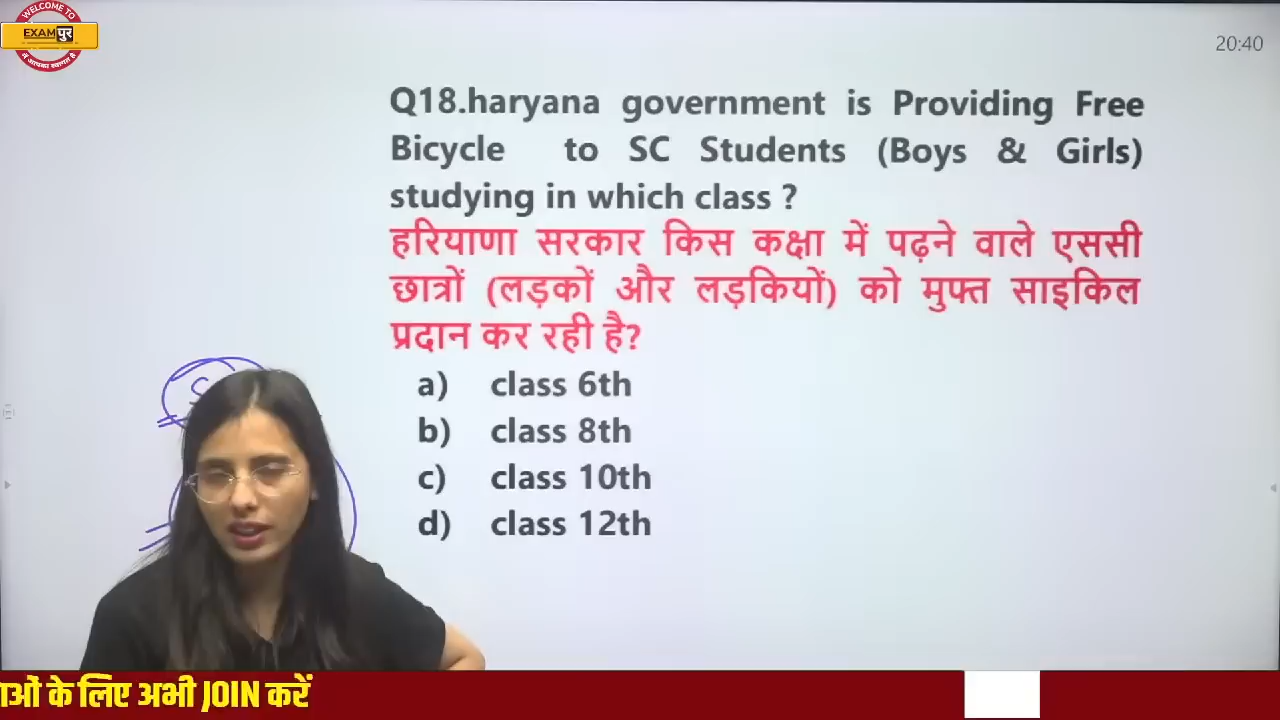 WELCOME TO
EXAMपुर
20:40
Q18.haryana government is Providing Free
Bicycle to SC Students (Boys & Girls)
studying in which class ?
हरियाणा सरकार किस कक्षा में पढ़ने वाले एससी
छात्रों (लड़कों और लड़कियों) को मुफ्त साइकिल
प्रदान कर रही है?
a) class 6th
b) class 8th
c) class 10th
d) class 12th
ओं के लिए अभी JOIN करें